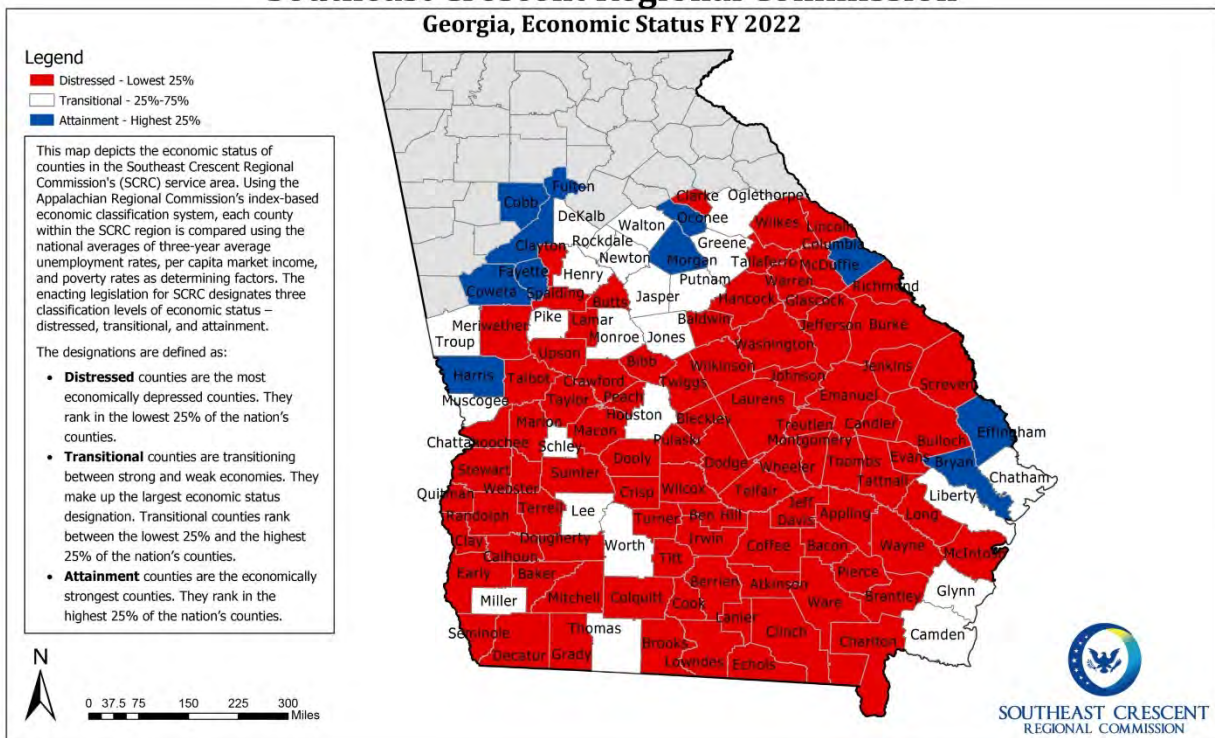 Southeast Crescent Regional Commission
Georgia, Economic Status FY 2022
Legend
Distressed - Lowest 25%
Transitional - 25%-75%
Attainment - Highest 25%
This map depicts the economic status of
counties in the Southeast Crescent Regional
Commission's (SCRC) service area. Using the
Appalachian Regional Commission's index-based
economic classification system, each county
within the SCRC region is compared using the
national averages of three-year average
unemployment rates, per capita market income,
and poverty rates as determining factors. The
enacting legislation for SCRC designates three
classification levels of economic status –
distressed, transitional, and attainment.
The designations are defined as:
• Distressed counties are the most
economically depressed counties. They
rank in the lowest 25% of the nation's
counties.
• Transitional counties are transitioning
between strong and weak economies. They
make up the largest economic status
designation. Transitional counties rank
between the lowest 25% and the highest
25% of the nation's counties.
• Attainment counties are the economically
strongest counties. They rank in the
highest 25% of the nation's counties.
N
0 37.5 75 150 225 300
Miles
Fulton
Cobb
Clarke Oglethorpe
DeKalb
Walton
Oconee
Wilkes
Lincoln
Clayton
Rockdale
Newton
Greene
Columbia
Morgan
Taliaferro
McDuffie
Fayette
Henry
Putnam
Warren
Richmond
Coweta
Spalding
Butts
Jasper
Hancock
Glascock
Meriwether
Pike
Lamar
Monroe
Jones
Baldwin
Jefferson
Burke
Troup
Upson
Washington
Harris
Talbot
Crawford
Bibb
Twiggs
Wilkinson
Johnson
Jenkins
Screven
Muscogee
Taylor
Peach
Houston
Bleckley
Laurens
Emanuel
Marion
Macon
Treutlen
Candler
Effingham
Chattahoochee
Schley
Pulaski
Montgomery
Bulloch
Stewart
Sumter
Dooly
Dodge
Wheeler
Toombs
Evans
Bryan
Chatham
Quitman
Webster
Crisp
Wilcox
Telfair
Tattnall
Liberty
Randolph
Terrell
Lee
Turner
Ben Hill
Jeff
Davis
Appling
Long
Clay
Dougherty
Worth
Irwin
Coffee
Bacon
Wayne
McIntosh
Calhoun
Tift
Early
Baker
Berrien
Atkinson
Pierce
Brantley
Glynn
Miller
Mitchell
Colquitt
Cook
Ware
Lanier
Seminole
Thomas
Brooks
Clinch
Charlton
Camden
Decatur
Grady
Lowndes
Echols
SOUTHEAST CRESCENT
REGIONAL COMMISSION